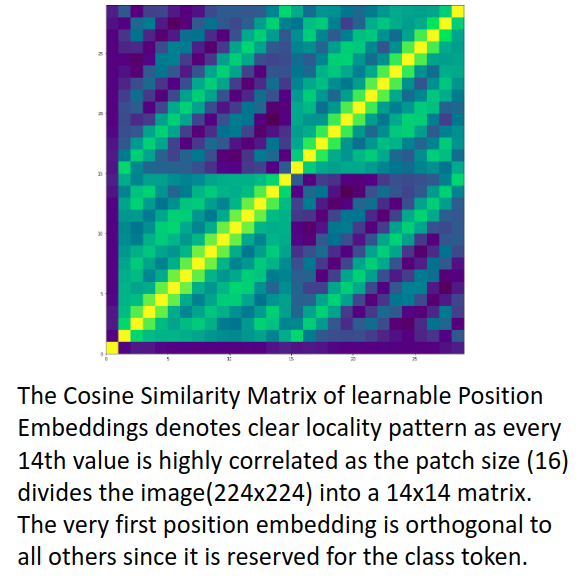 25
20
15
10
5
0
0
5
10
15
20
25
The Cosine Similarity Matrix of learnable Position
Embeddings denotes clear locality pattern as every
14th value is highly correlated as the patch size (16)
divides the image(224x224) into a 14x14 matrix.
The very first position embedding is orthogonal to
all others since it is reserved for the class token.